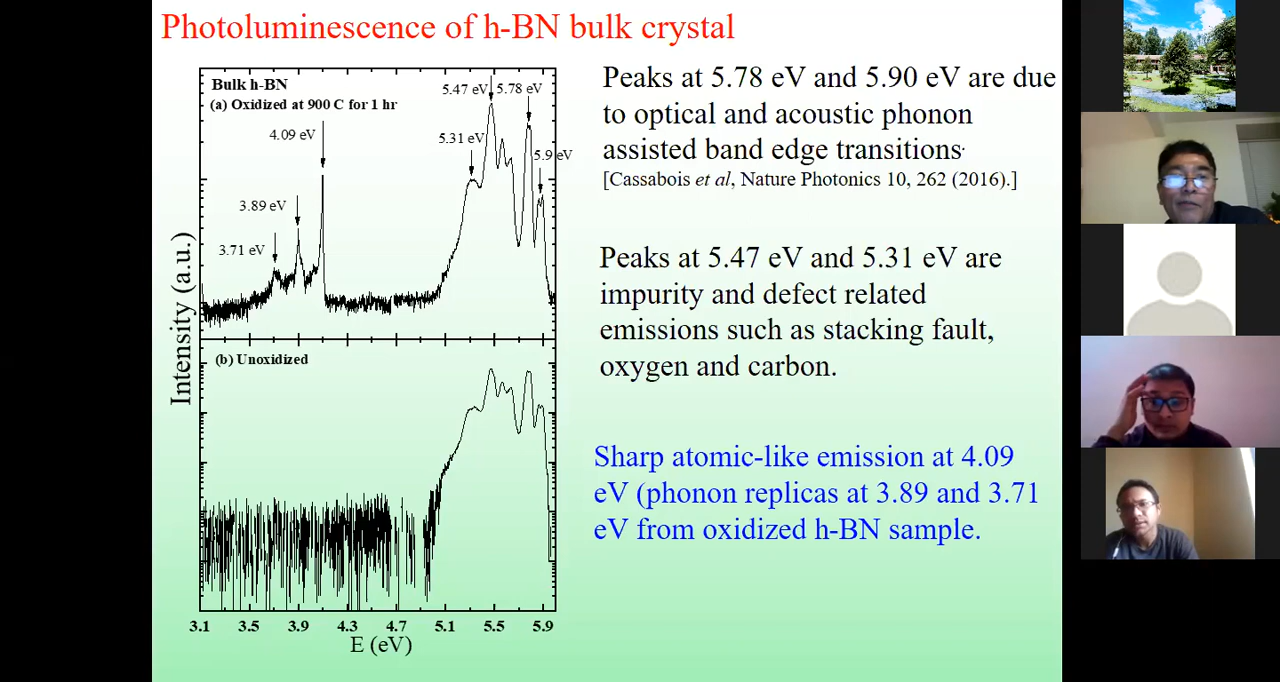 Photoluminescence of h-BN bulk crystal
Bulk h-BN
(a) Oxidized at 900 C for 1 hr
5.47 eV
5.78 eV
4.09 eV
5.31 eV
5.9 eV
3.89 eV
3.71 eV
Intensity (a.u.)
(b) Unoxidized
3.1 3.5 3.9 4.3 4.7 5.1 5.5 5.9
E (eV)
Peaks at 5.78 eV and 5.90 eV are due
to optical and acoustic phonon
assisted band edge transitions.
[Cassabois et al, Nature Photonics 10, 262 (2016).]
Peaks at 5.47 eV and 5.31 eV are
impurity and defect related
emissions such as stacking fault,
oxygen and carbon.
Sharp atomic-like emission at 4.09
eV (phonon replicas at 3.89 and 3.71
eV from oxidized h-BN sample.